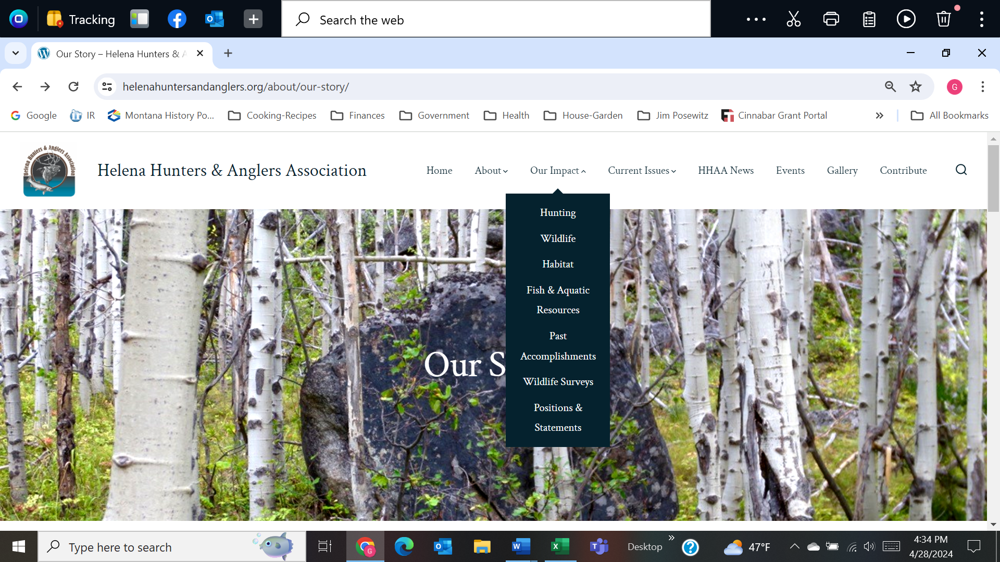 Tracking
Search the web
Our Story – Helena Hunters &
helenahuntersandanglers.org/about/our-story/
G
Google
IR
Montana History Po...
Cooking-Recipes
Finances
Government
Health
House-Garden
Jim Posewitz
Cinnabar Grant Portal
All Bookmarks
Helena Hunters & Anglers Association
Helena Hunters & Anglers Association
Home
About
Our Impact
Current Issues
HHAA News
Events
Gallery
Contribute
Hunting
Wildlife
Habitat
Fish & Aquatic
Resources
Past
Accomplishments
Our S
Wildlife Surveys
Positions &
Statements
Type here to search
G
Desktop
47°F
4:34 PM
4/28/2024